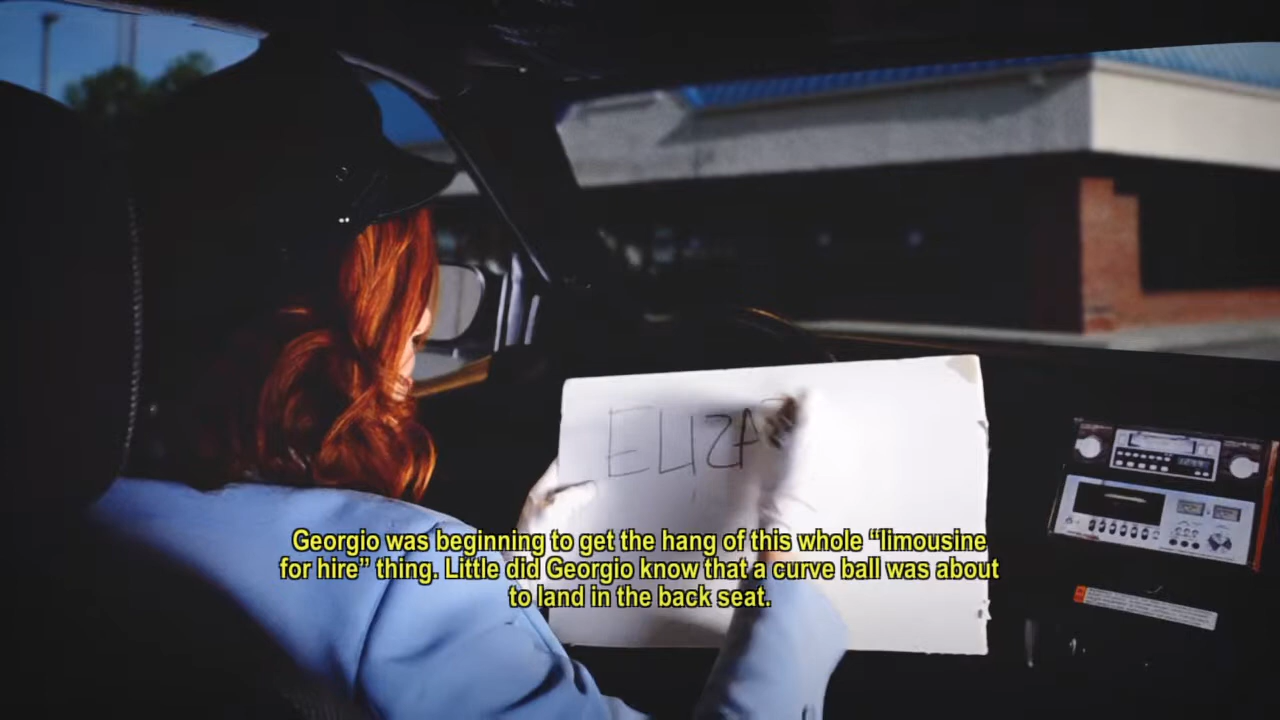 ELIZA
Georgio was beginning to get the hang of this whole “limousine
for hire” thing. Little did Georgio know that a curve ball was about
to land in the back seat.